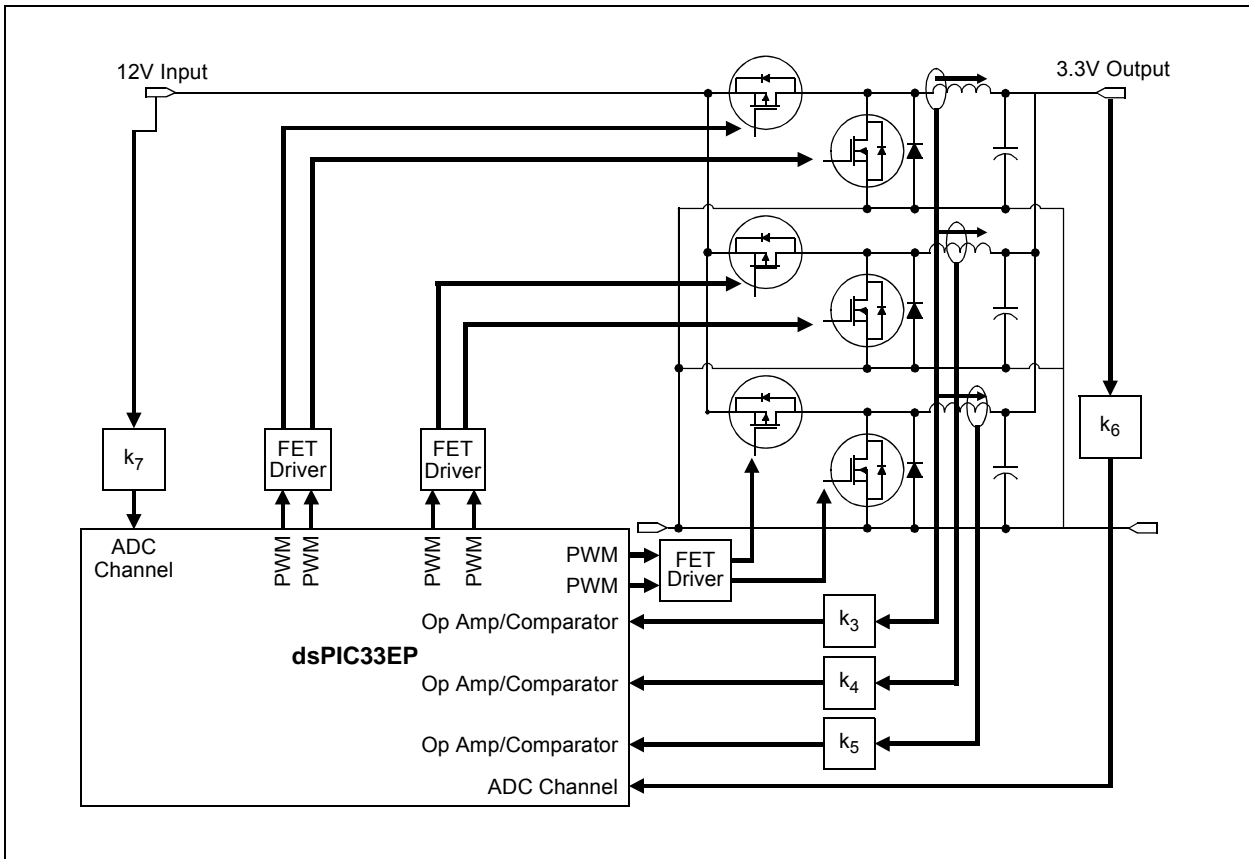 12V Input
3.3V Output
k7
FET
Driver
FET
Driver
k6
ADC
Channel
PWM
PWM
PWM
PWM
PWM
PWM
FET
Driver
Op Amp/Comparator
k3
dsPIC33EP
Op Amp/Comparator
k4
Op Amp/Comparator
k5
ADC Channel